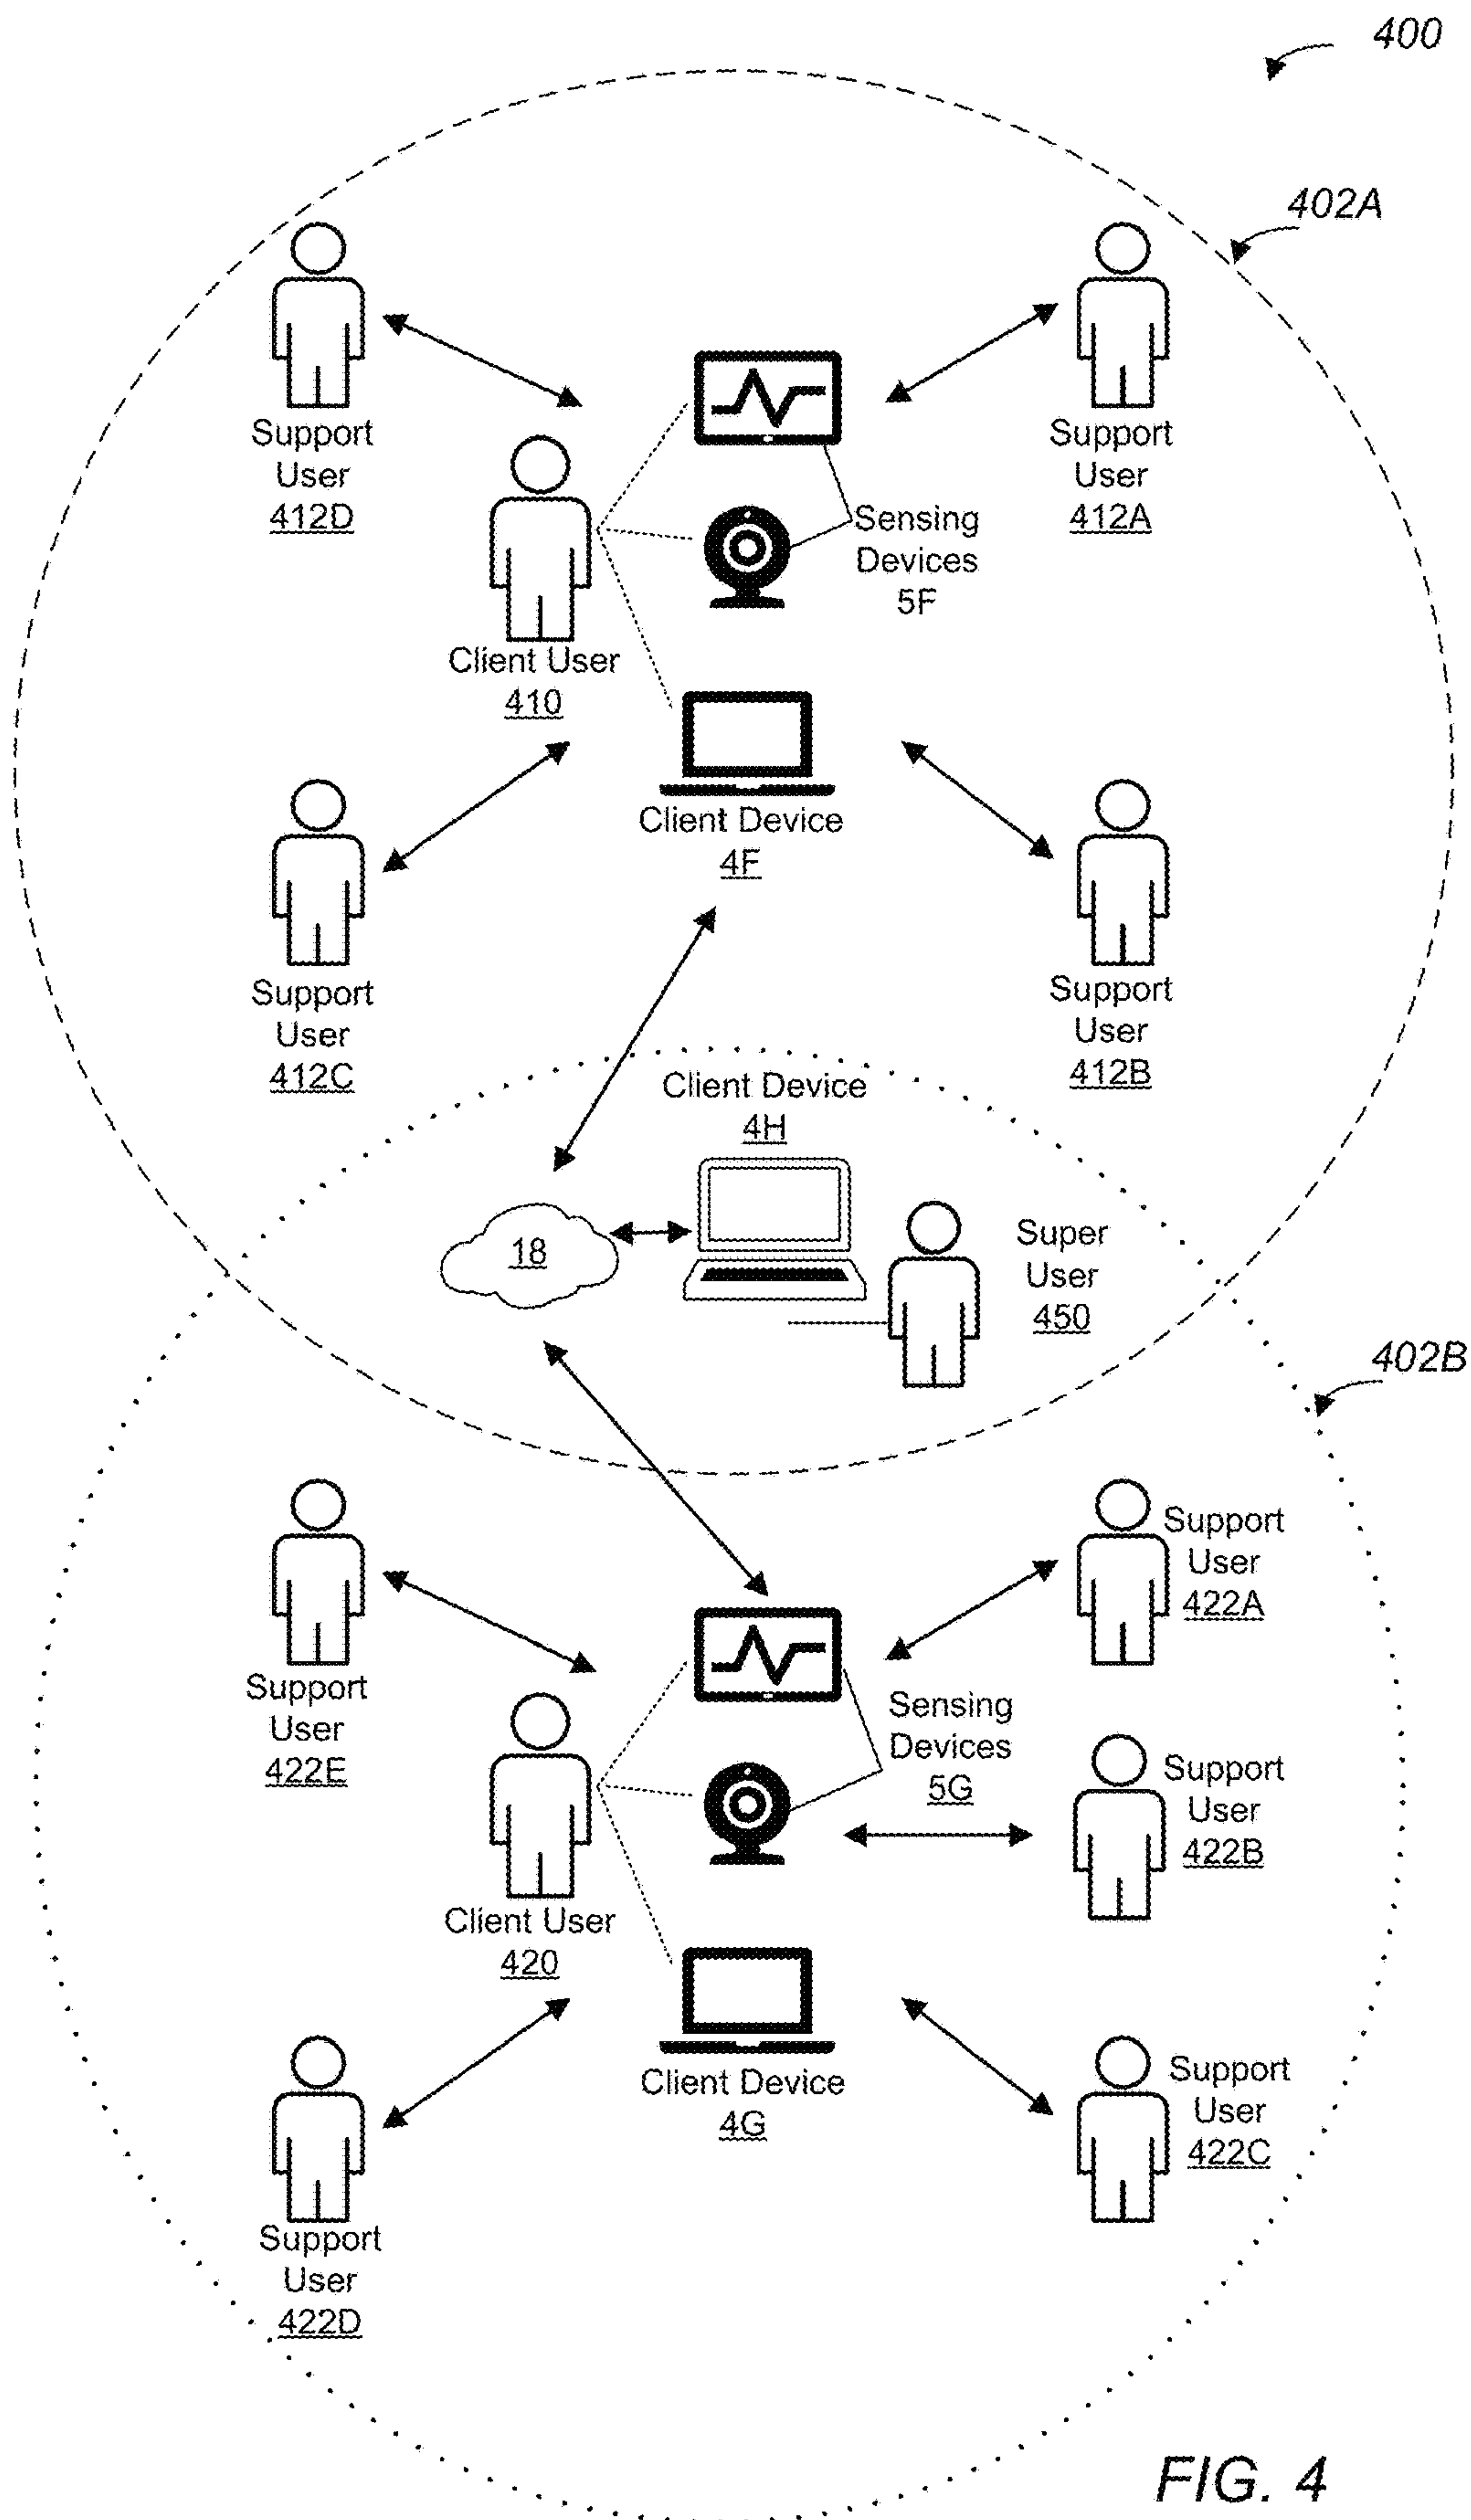 400
402A
Support
User
412D
Support
User
412A
Sensing
Devices
5F
Client User
410
Client Device
4F
Support
User
412C
Support
User
412B
Client Device
4H
18
Super
User
450
402B
Support
User
422A
Support
User
422E
Sensing
Devices
5G
Support
User
422B
Client User
420
Client Device
4G
Support
User
422C
Support
User
422D
FIG. 4